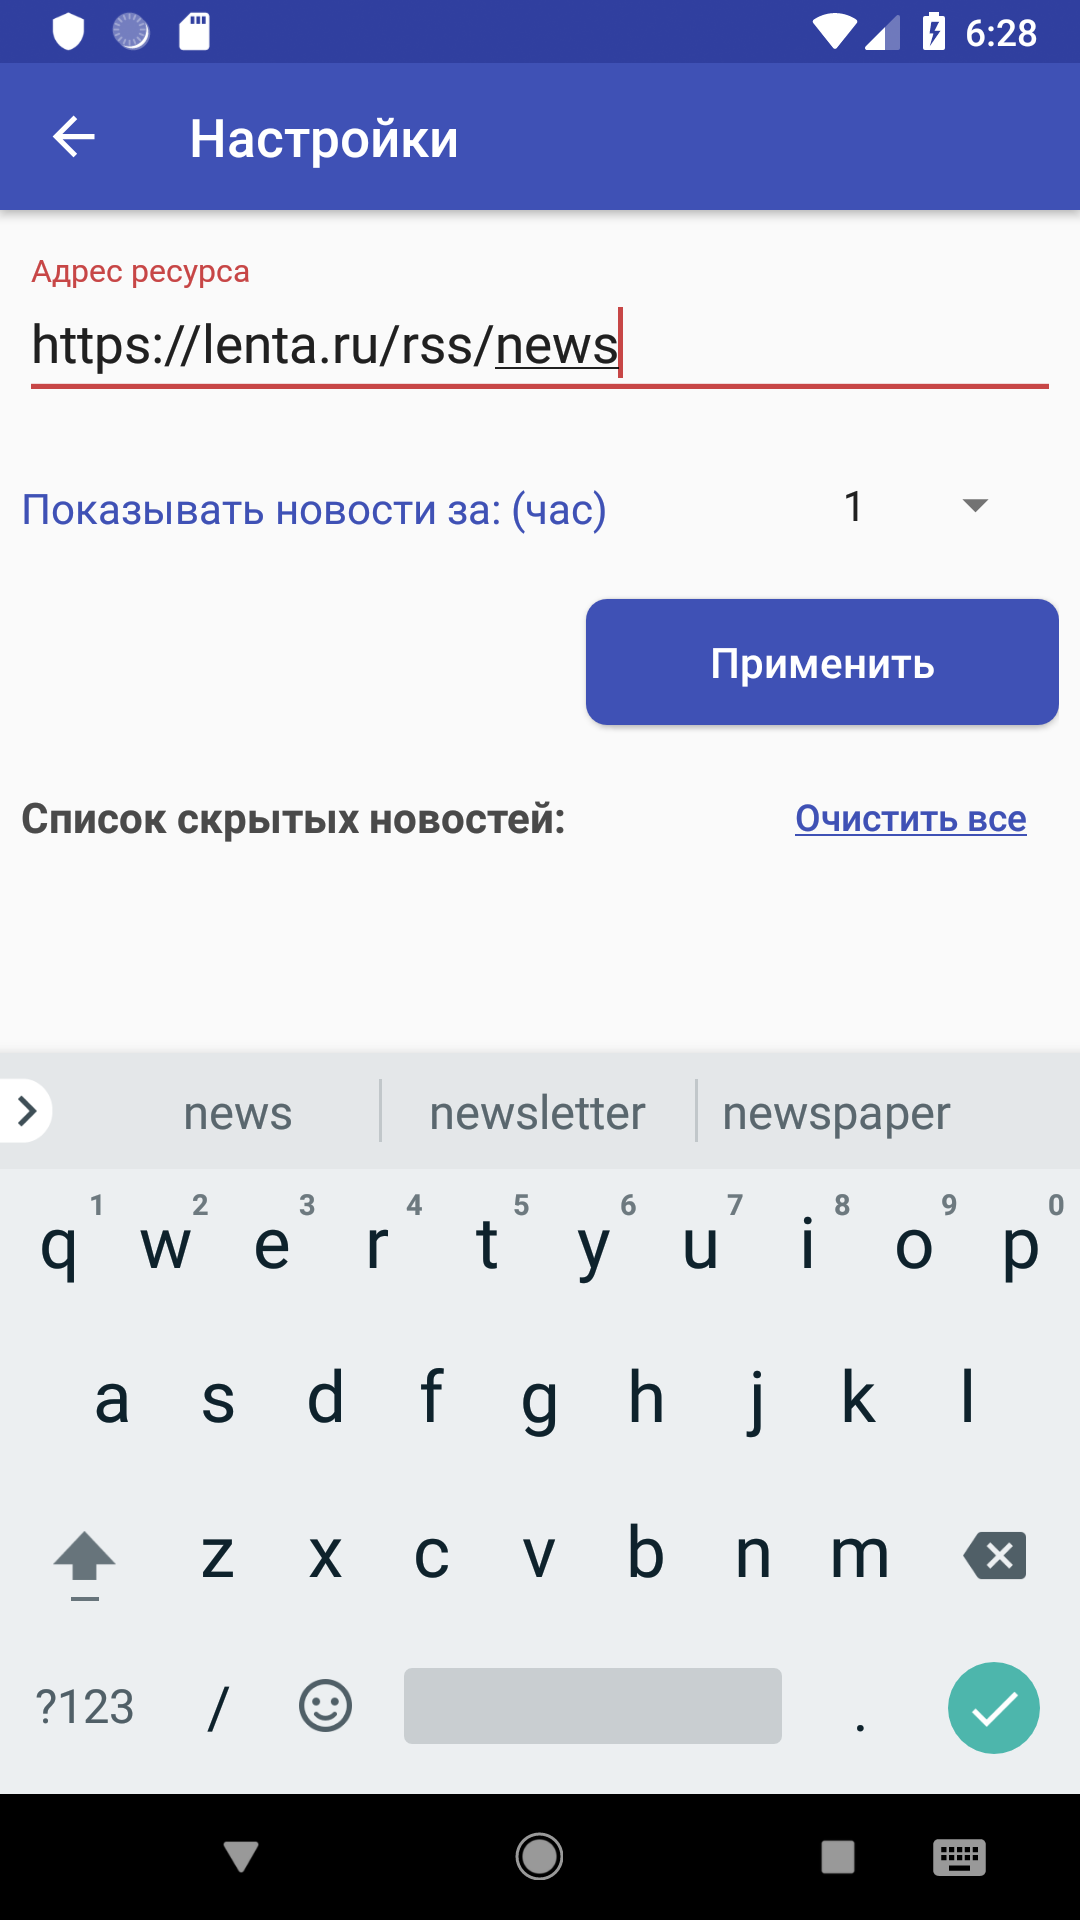 6:28
Настройки
Адрес ресурса
https://lenta.ru/rss/news
Показывать новости за: (час) 1
Применить
Список скрытых новостей: Очистить все
news newsletter newspaper
1 2 3 4 5 6 7 8 9 0
q w e r t y u i o p
a s d f g h j k l
z x c v b n m
?123 / .